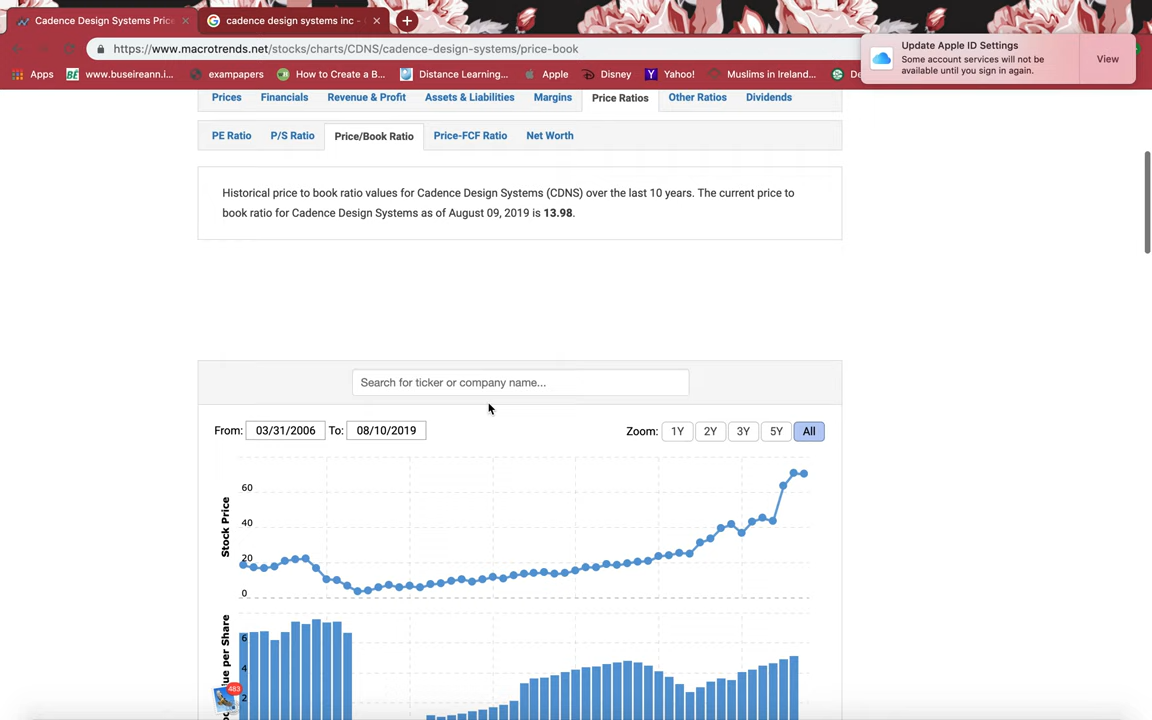 Cadence Design Systems Price
cadence design systems inc -
https://www.macrotrends.net/stocks/charts/CDNS/cadence-design-systems/price-book
Update Apple ID Settings
Some account services will not be
available until you sign in again.
View
Apps www.buseireann.i... exampapers How to Create a B... Distance Learning... Apple Disney Yahoo! Muslims in Ireland...
Prices Financials Revenue & Profit Assets & Liabilities Margins Price Ratios Other Ratios Dividends
PE Ratio P/S Ratio Price/Book Ratio Price-FCF Ratio Net Worth
Historical price to book ratio values for Cadence Design Systems (CDNS) over the last 10 years. The current price to
book ratio for Cadence Design Systems as of August 09, 2019 is 13.98.
Search for ticker or company name...
From: 03/31/2006 To: 08/10/2019 Zoom: 1Y 2Y 3Y 5Y All
Stock Price
60
40
20
0
ue per Share
6
4
2
483